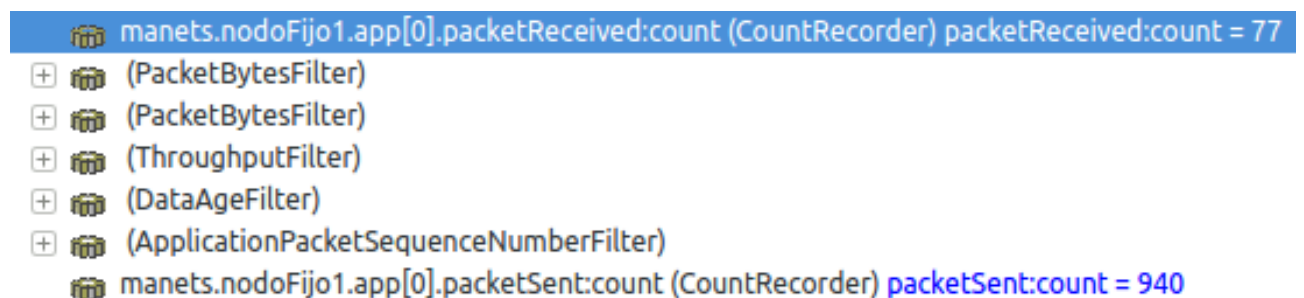 manets.nodoFijo1.app[0].packetReceived:count (CountRecorder) packetReceived:count = 77
(PacketBytesFilter)
(PacketBytesFilter)
(ThroughputFilter)
(DataAgeFilter)
(ApplicationPacketSequenceNumberFilter)
manets.nodoFijo1.app[0].packetSent:count (CountRecorder) packetSent:count = 940